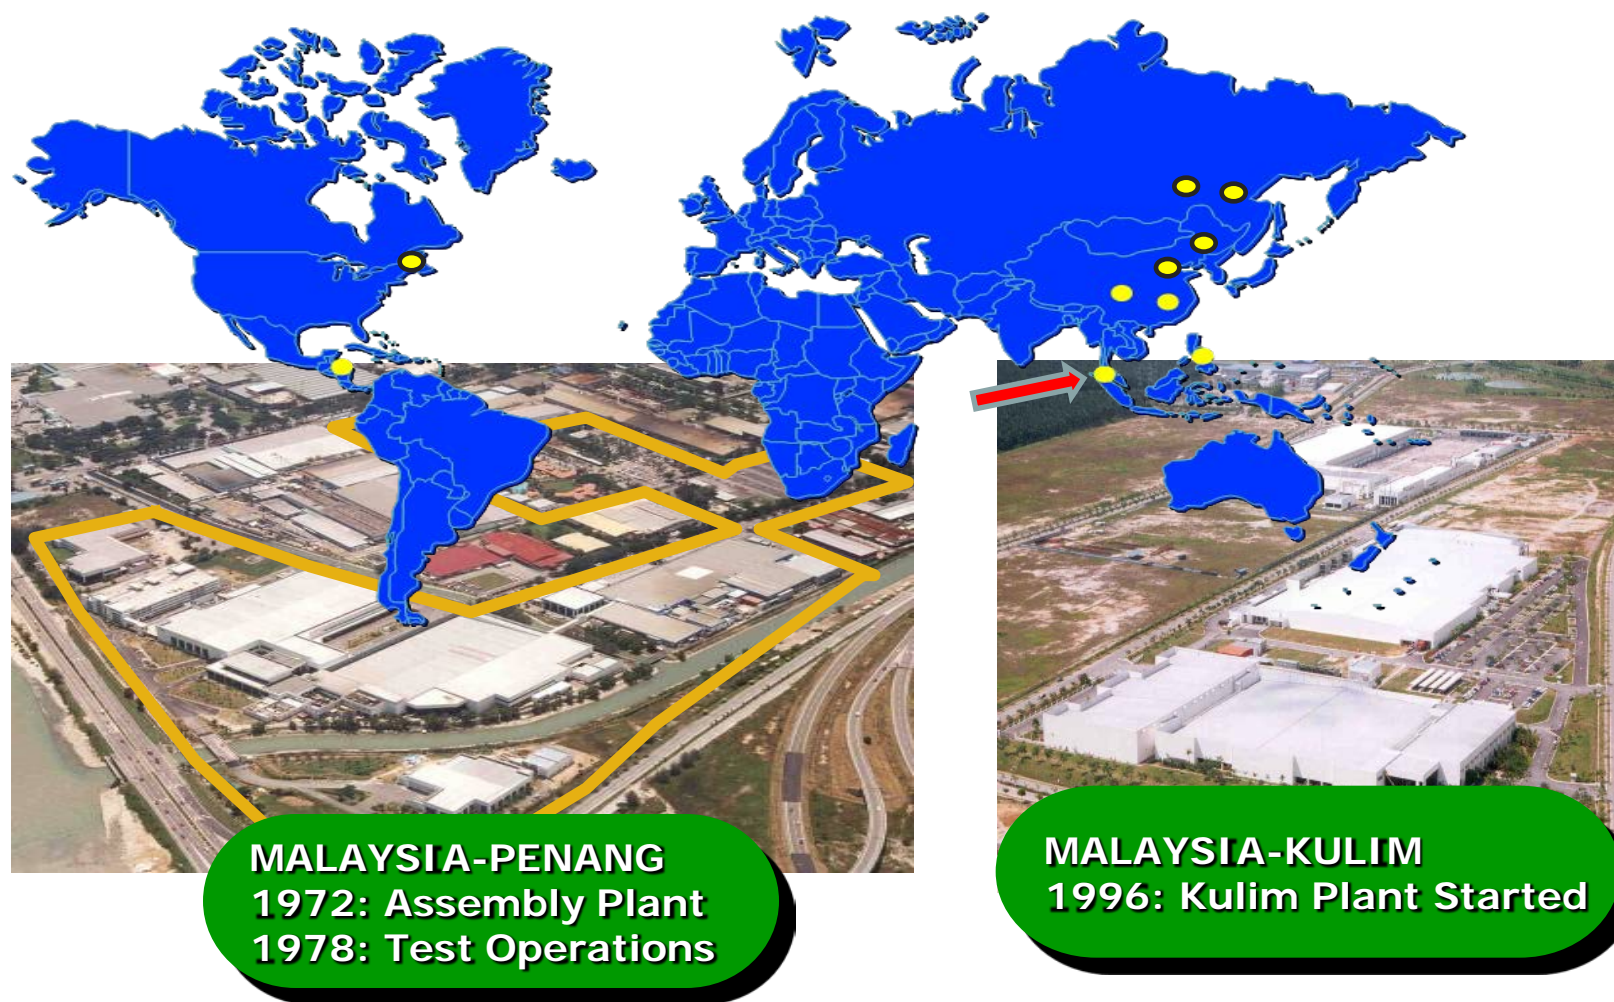 MALAYSIA-PENANG
1972: Assembly Plant
1978: Test Operations
MALAYSIA-KULIM
1996: Kulim Plant Started